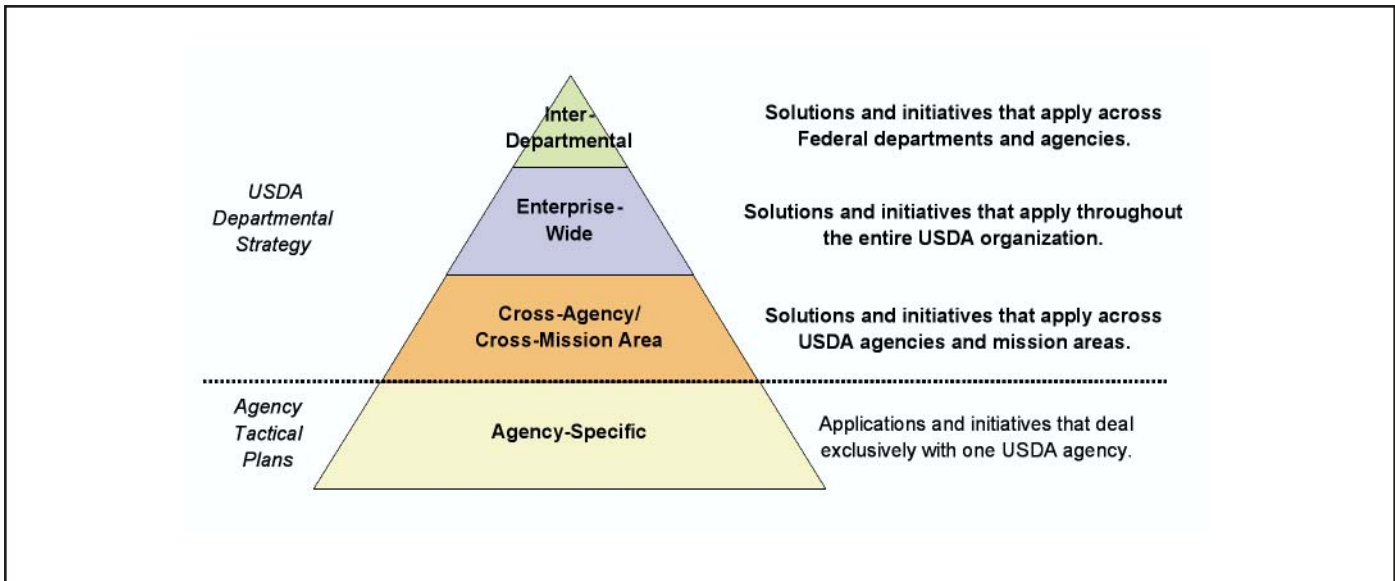 Inter-
Departmental
Solutions and initiatives that apply across
Federal departments and agencies.
USDA
Departmental
Strategy
Enterprise-
Wide
Solutions and initiatives that apply throughout
the entire USDA organization.
Cross-Agency/
Cross-Mission Area
Solutions and initiatives that apply across
USDA agencies and mission areas.
Agency
Tactical
Plans
Agency-Specific
Applications and initiatives that deal
exclusively with one USDA agency.